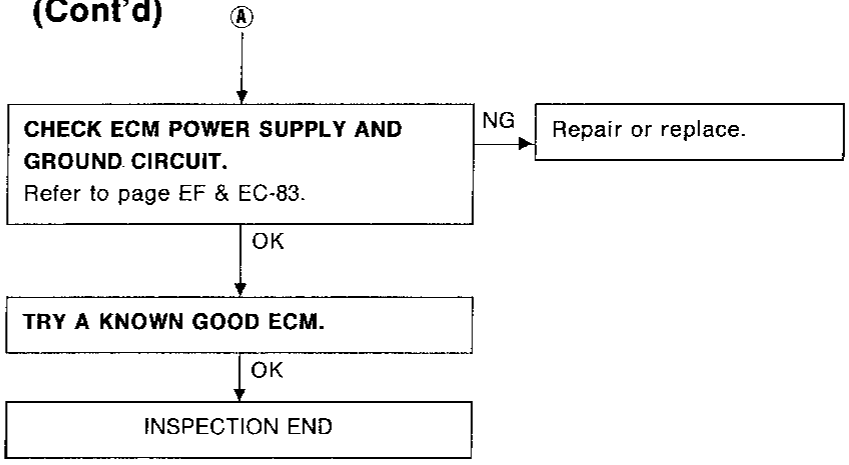 (Cont'd)
Ⓐ
CHECK ECM POWER SUPPLY AND
GROUND CIRCUIT.
Refer to page EF & EC-83.
NG
Repair or replace.
OK
TRY A KNOWN GOOD ECM.
OK
INSPECTION END